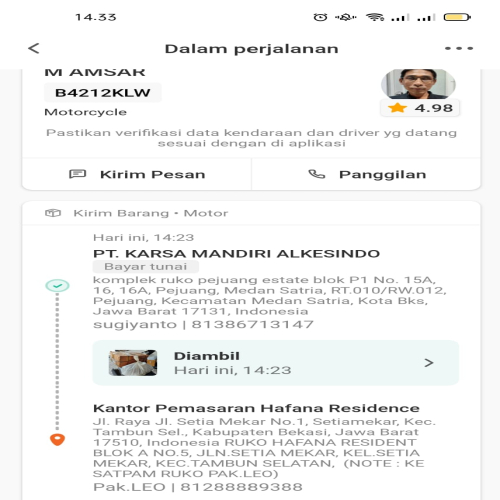 14.33
Dalam perjalanan
M AMSAR
B4212KLW
Motorcycle
4.98
Pastikan verifikasi data kendaraan dan driver yg datang
sesuai dengan di aplikasi
Kirim Pesan
Panggilan
Kirim Barang • Motor
Hari ini, 14:23
PT. KARSA MANDIRI ALKESINDO
Bayar tunai
komplek ruko pejuang estate blok P1 No. 15A,
16, 16A, Pejuang, Medan Satria, RT.010/RW.012,
Pejuang, Kecamatan Medan Satria, Kota Bks,
Jawa Barat 17131, Indonesia
sugiyanto | 81386713147
Diambil
Hari ini, 14:23
Kantor Pemasaran Hafana Residence
Jl. Raya Jl. Setia Mekar No.1, Setiamekar, Kec.
Tambun Sel., Kabupaten Bekasi, Jawa Barat
17510, Indonesia RUKO HAFANA RESIDENT
BLOK A NO.5, JLN.SETIA MEKAR, KEL.SETIA
MEKAR, KEC.TAMBUN SELATAN, (NOTE : KE
SATPAM RUKO PAK.LEO)
Pak.LEO | 81288889388